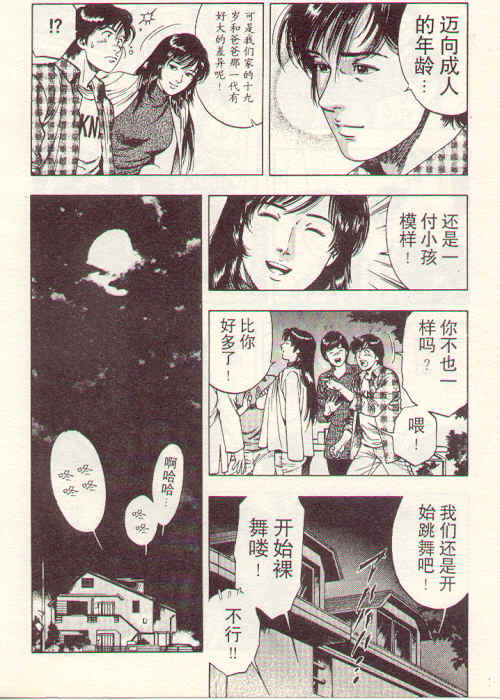 迈向成人
的年龄…
可是我们家的十九
岁和爸爸那一代有
好大的差异呢！
!?
还是一
付小孩
模样！
你不也一
样吗？
喂！
比你
好多了！
我们还是开
始跳舞吧！
开始裸
舞喽！
不行！！
啊哈哈…
咚咚
咚咚
咚咚